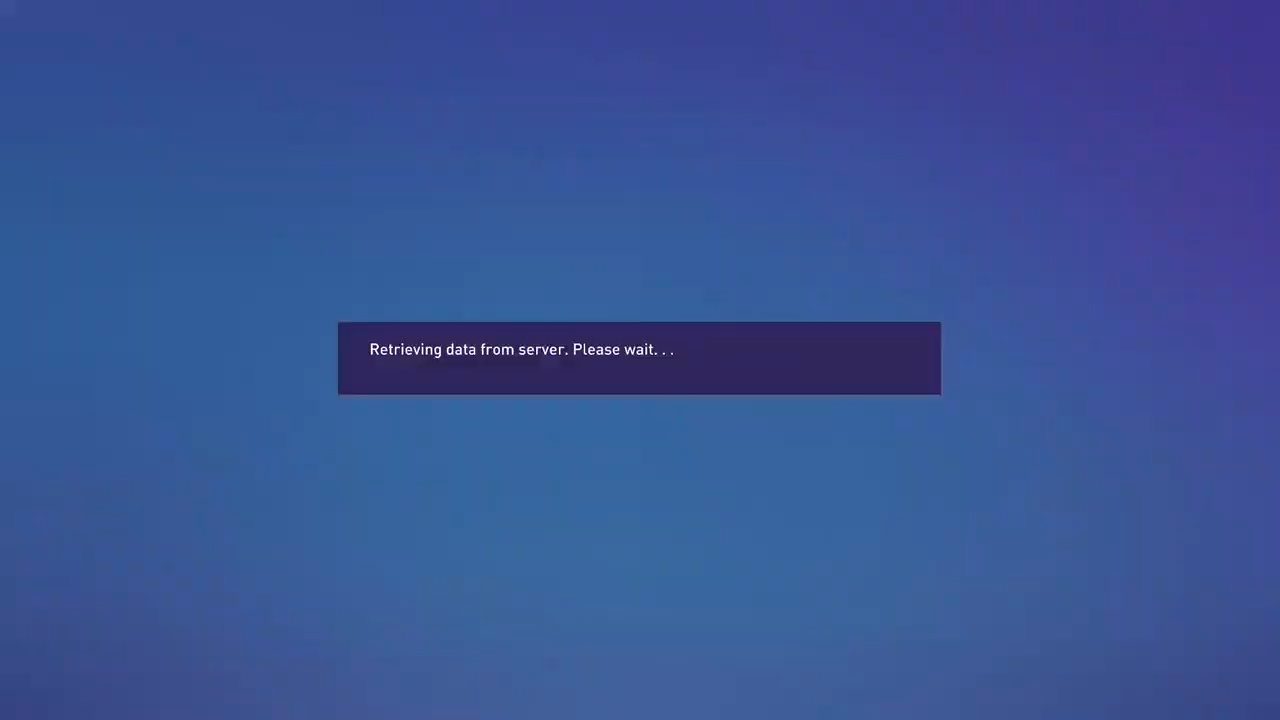 Retrieving data from server. Please wait. . .